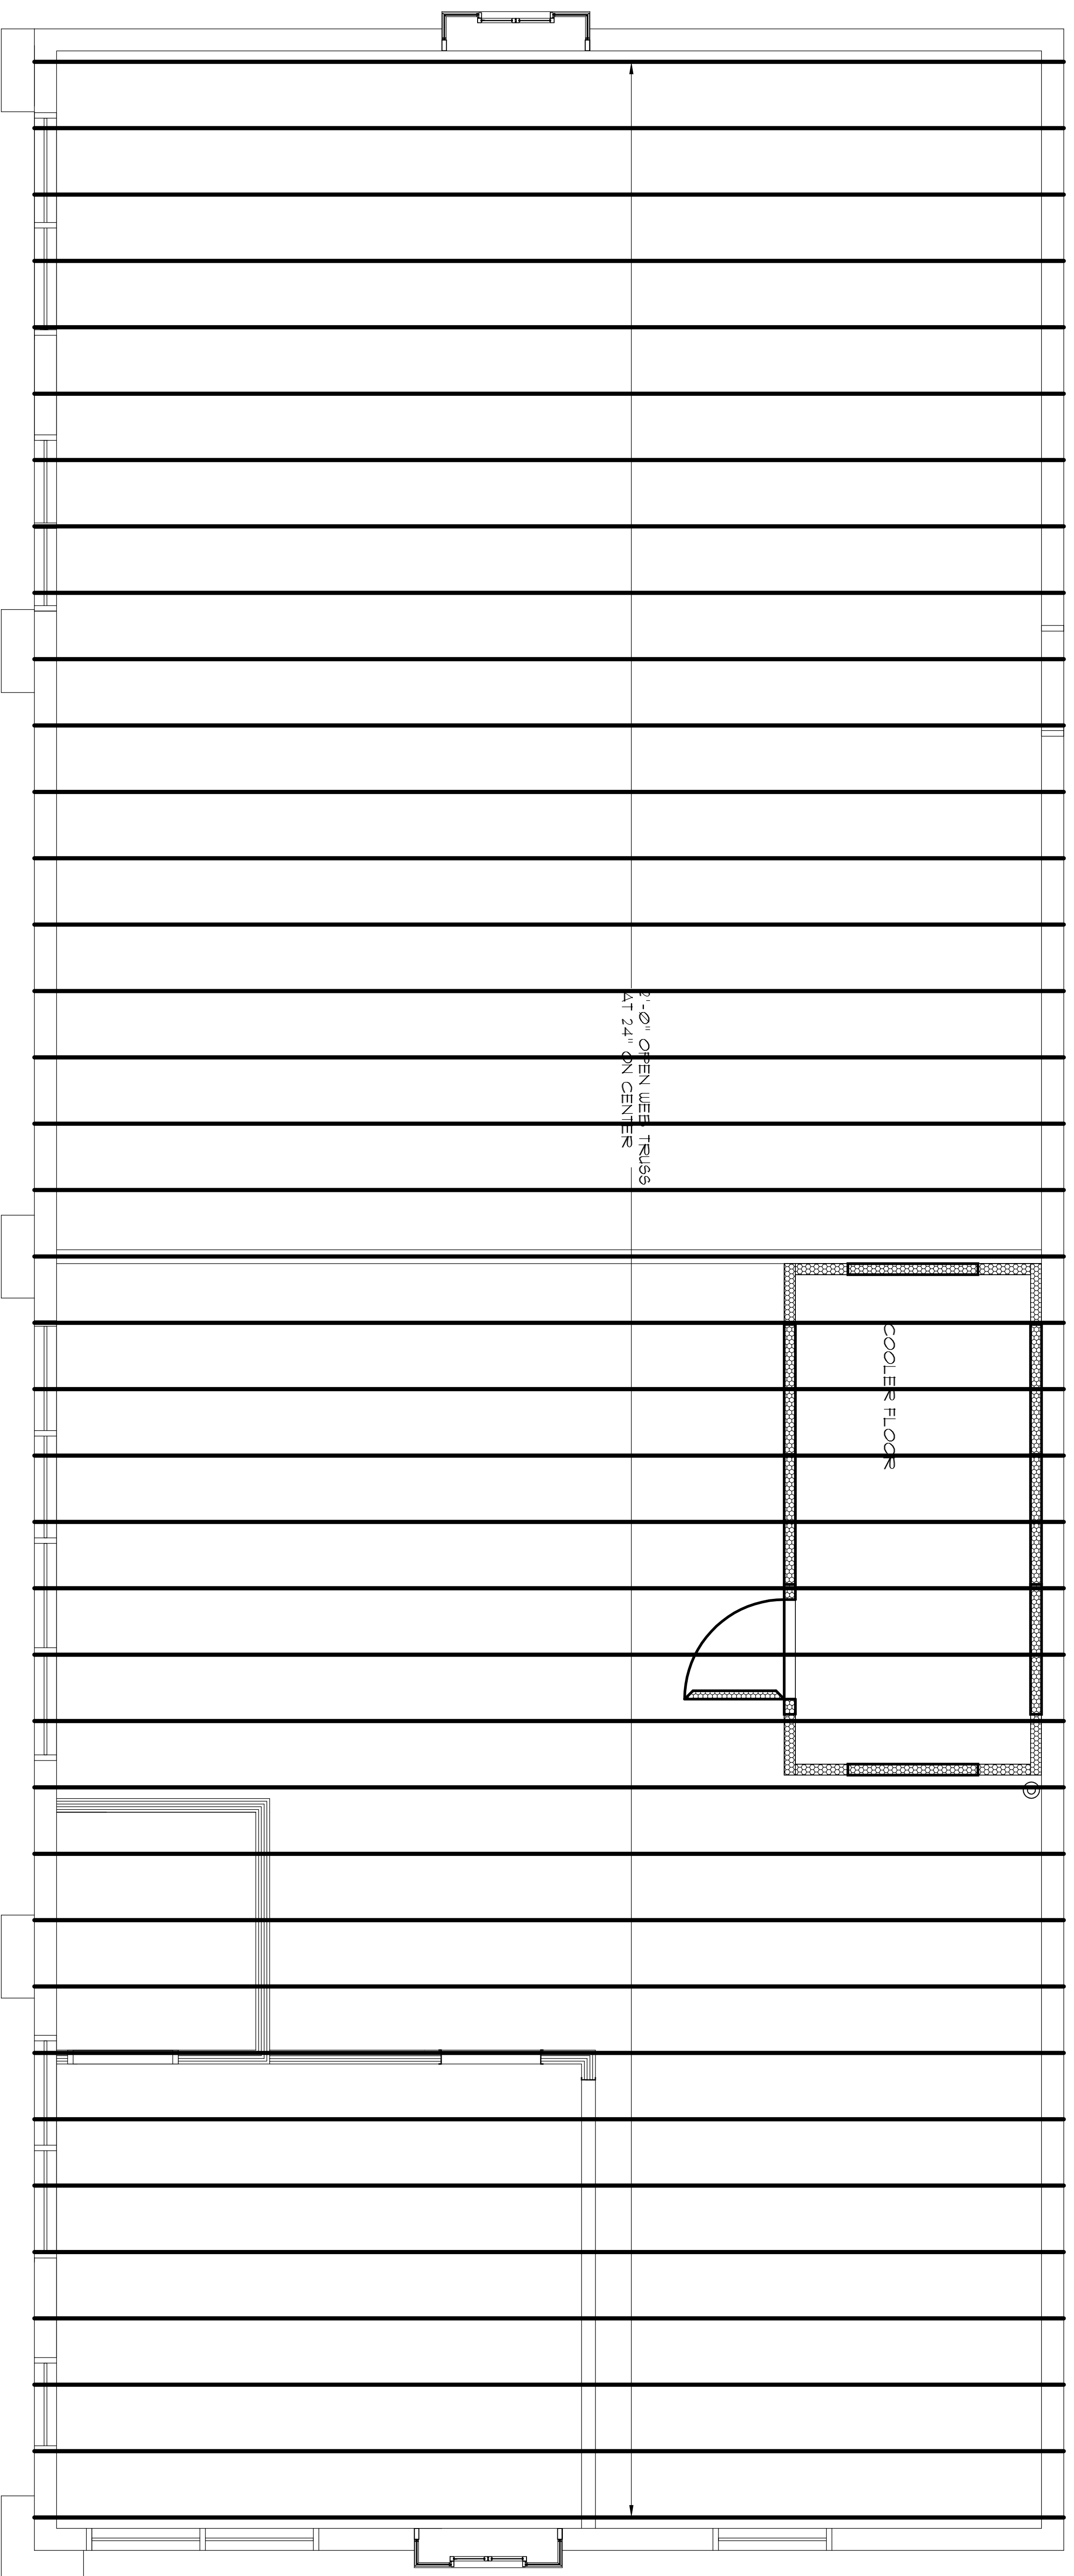 2'-0" OPEN WEB TRUSS
AT 24" ON CENTER
COOLER FLOOR